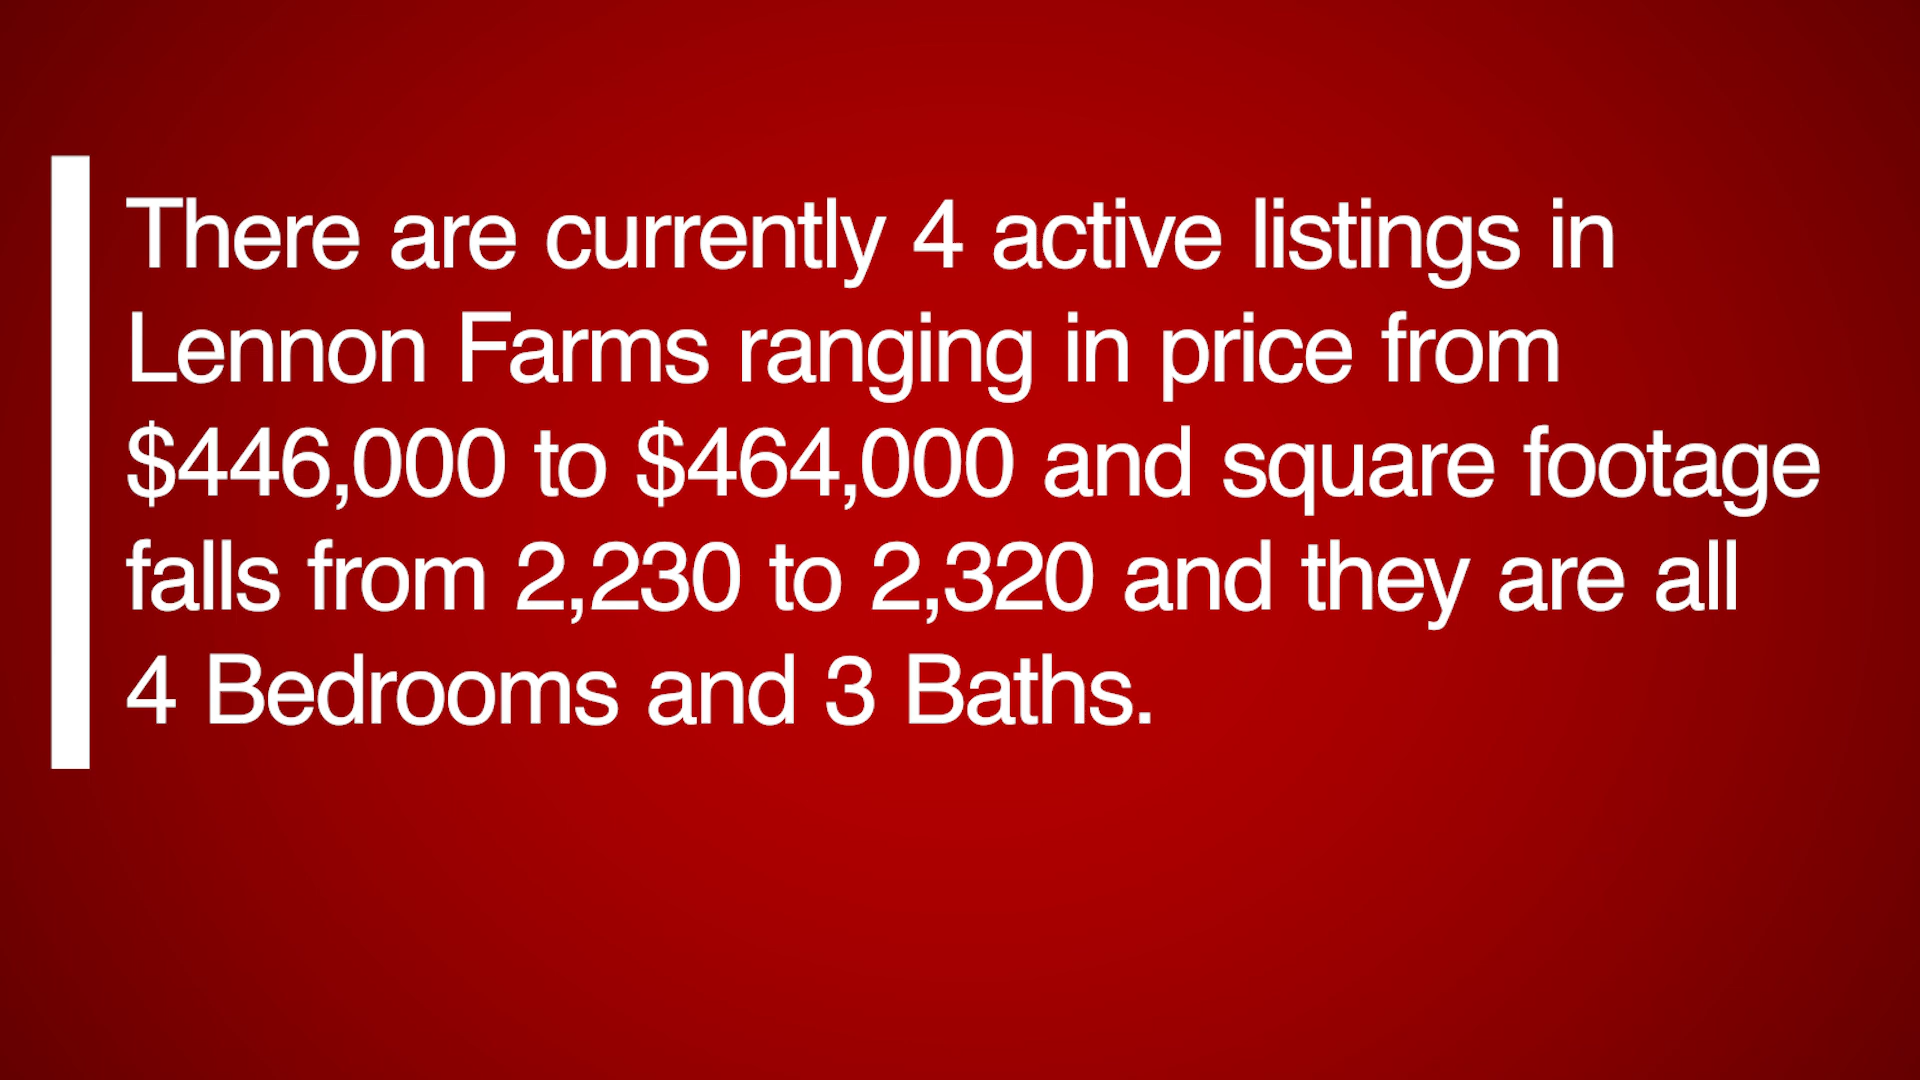 There are currently 4 active listings in
Lennon Farms ranging in price from
$446,000 to $464,000 and square footage
falls from 2,230 to 2,320 and they are all
4 Bedrooms and 3 Baths.